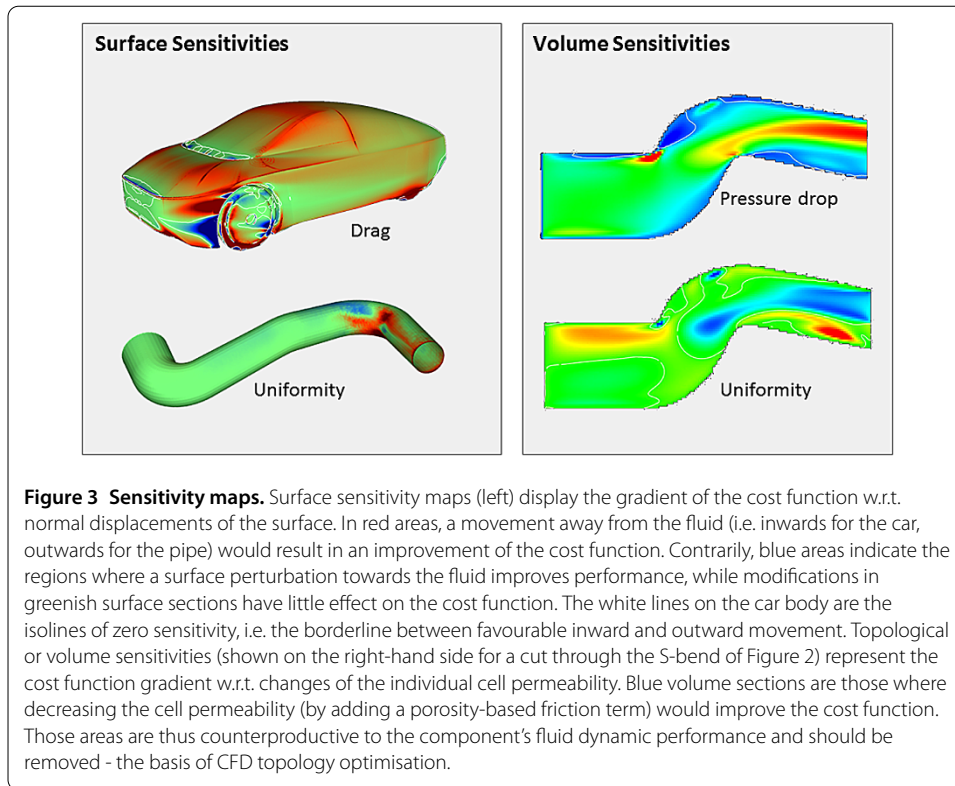 Surface Sensitivities
Drag
Uniformity
Volume Sensitivities
Pressure drop
Uniformity
Figure 3 Sensitivity maps. Surface sensitivity maps (left) display the gradient of the cost function w.r.t.
normal displacements of the surface. In red areas, a movement away from the fluid (i.e. inwards for the car,
outwards for the pipe) would result in an improvement of the cost function. Contrarily, blue areas indicate the
regions where a surface perturbation towards the fluid improves performance, while modifications in
greenish surface sections have little effect on the cost function. The white lines on the car body are the
isolines of zero sensitivity, i.e. the borderline between favourable inward and outward movement. Topological
or volume sensitivities (shown on the right-hand side for a cut through the S-bend of Figure 2) represent the
cost function gradient w.r.t. changes of the individual cell permeability. Blue volume sections are those where
decreasing the cell permeability (by adding a porosity-based friction term) would improve the cost function.
Those areas are thus counterproductive to the component's fluid dynamic performance and should be
removed - the basis of CFD topology optimisation.